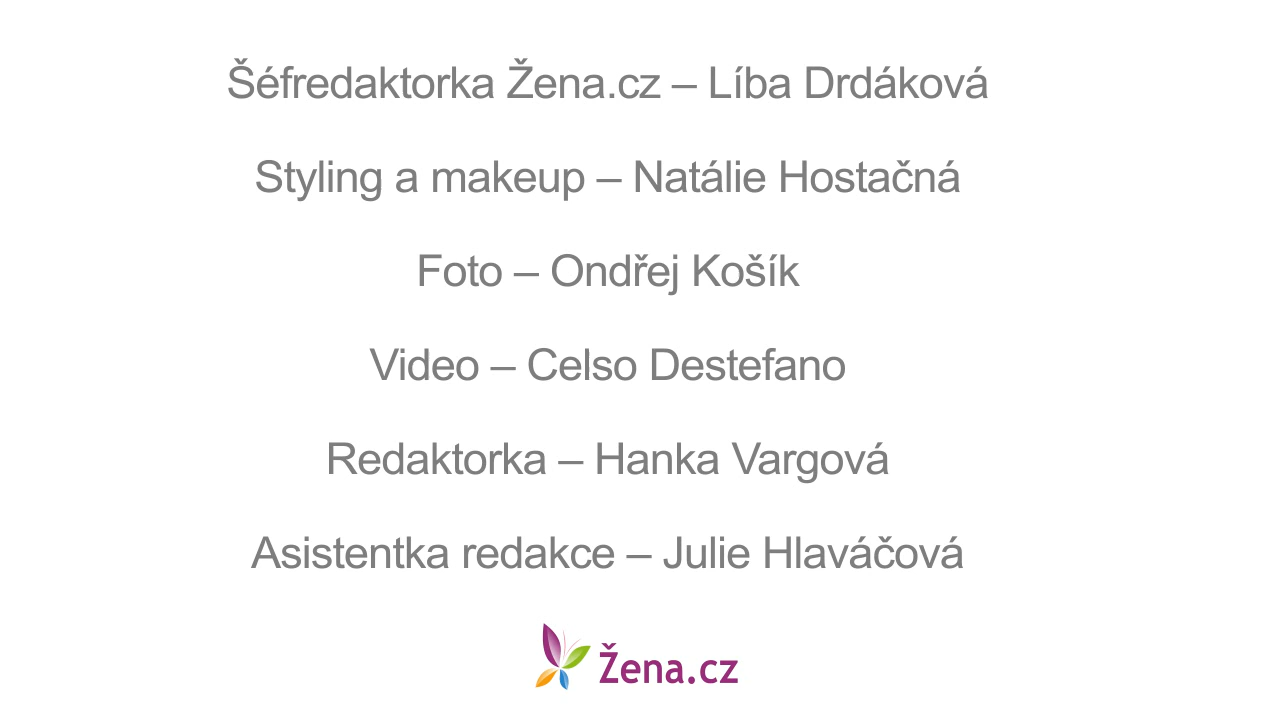 Šéfredaktorka Žena.cz – Líba Drdáková
Styling a makeup – Natálie Hostačná
Foto – Ondřej Košík
Video – Celso Destefano
Redaktorka – Hanka Vargová
Asistentka redakce – Julie Hlaváčová
Žena.cz